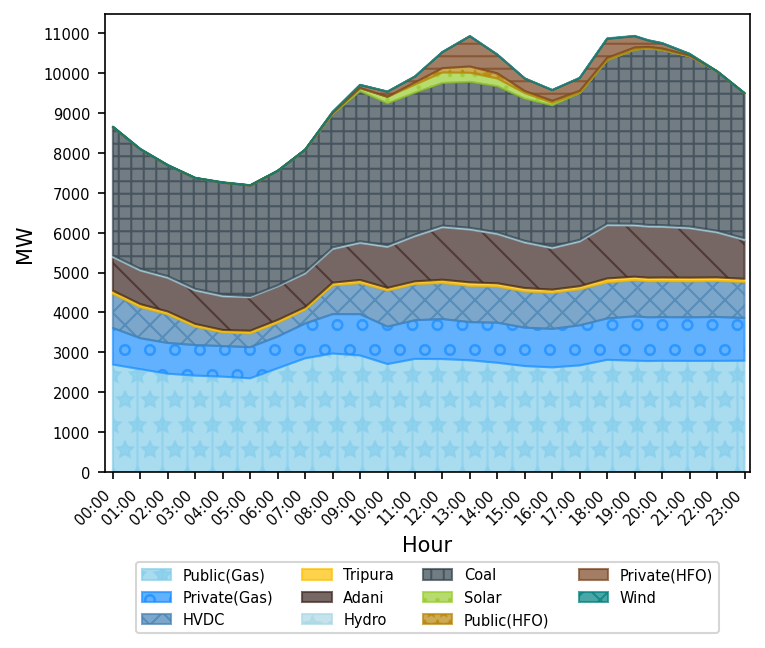 11000
10000
9000
8000
7000
6000
5000
4000
3000
2000
1000
0
MW
00:00 01:00 02:00 03:00 04:00 05:00 06:00 07:00 08:00 09:00 10:00 11:00 12:00 13:00 14:00 15:00 16:00 17:00 18:00 19:00 20:00 21:00 22:00 23:00
Hour
Public(Gas) Tripura Coal Private(HFO)
Private(Gas) Adani Solar Wind
HVDC Hydro Public(HFO)